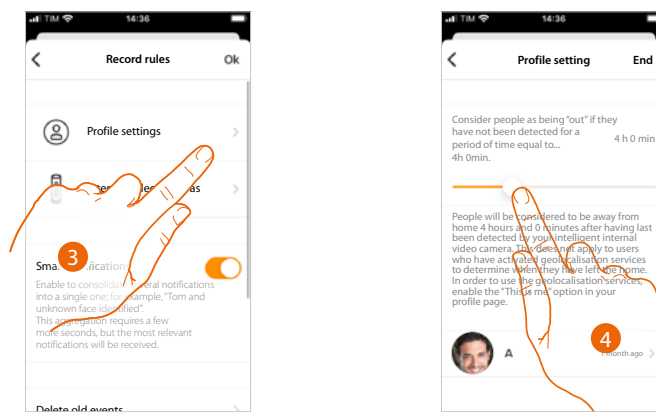 TIM 14:36
Record rules Ok
Profile settings
as
3
Enable to several notifications
into a single one; for example, "Tom and
unknown face identified".
This aggregation requires a few
more seconds, but the most relevant
notifications will be received.
Delete old events
TIM 14:36
Profile setting End
Consider people as being "out" if they
have not been detected for a
period of time equal to...
4h 0min.
4 h 0 min
People will be considered to be away from
home 4 hours and 0 minutes after having last
been detected by your intelligent internal
video camera. This does not apply to users
who have activated geolocalisation services
to determine when they have left the home.
In order to use the geolocalisation services,
enable the "This is me" option in your
profile page.
A
4
month ago